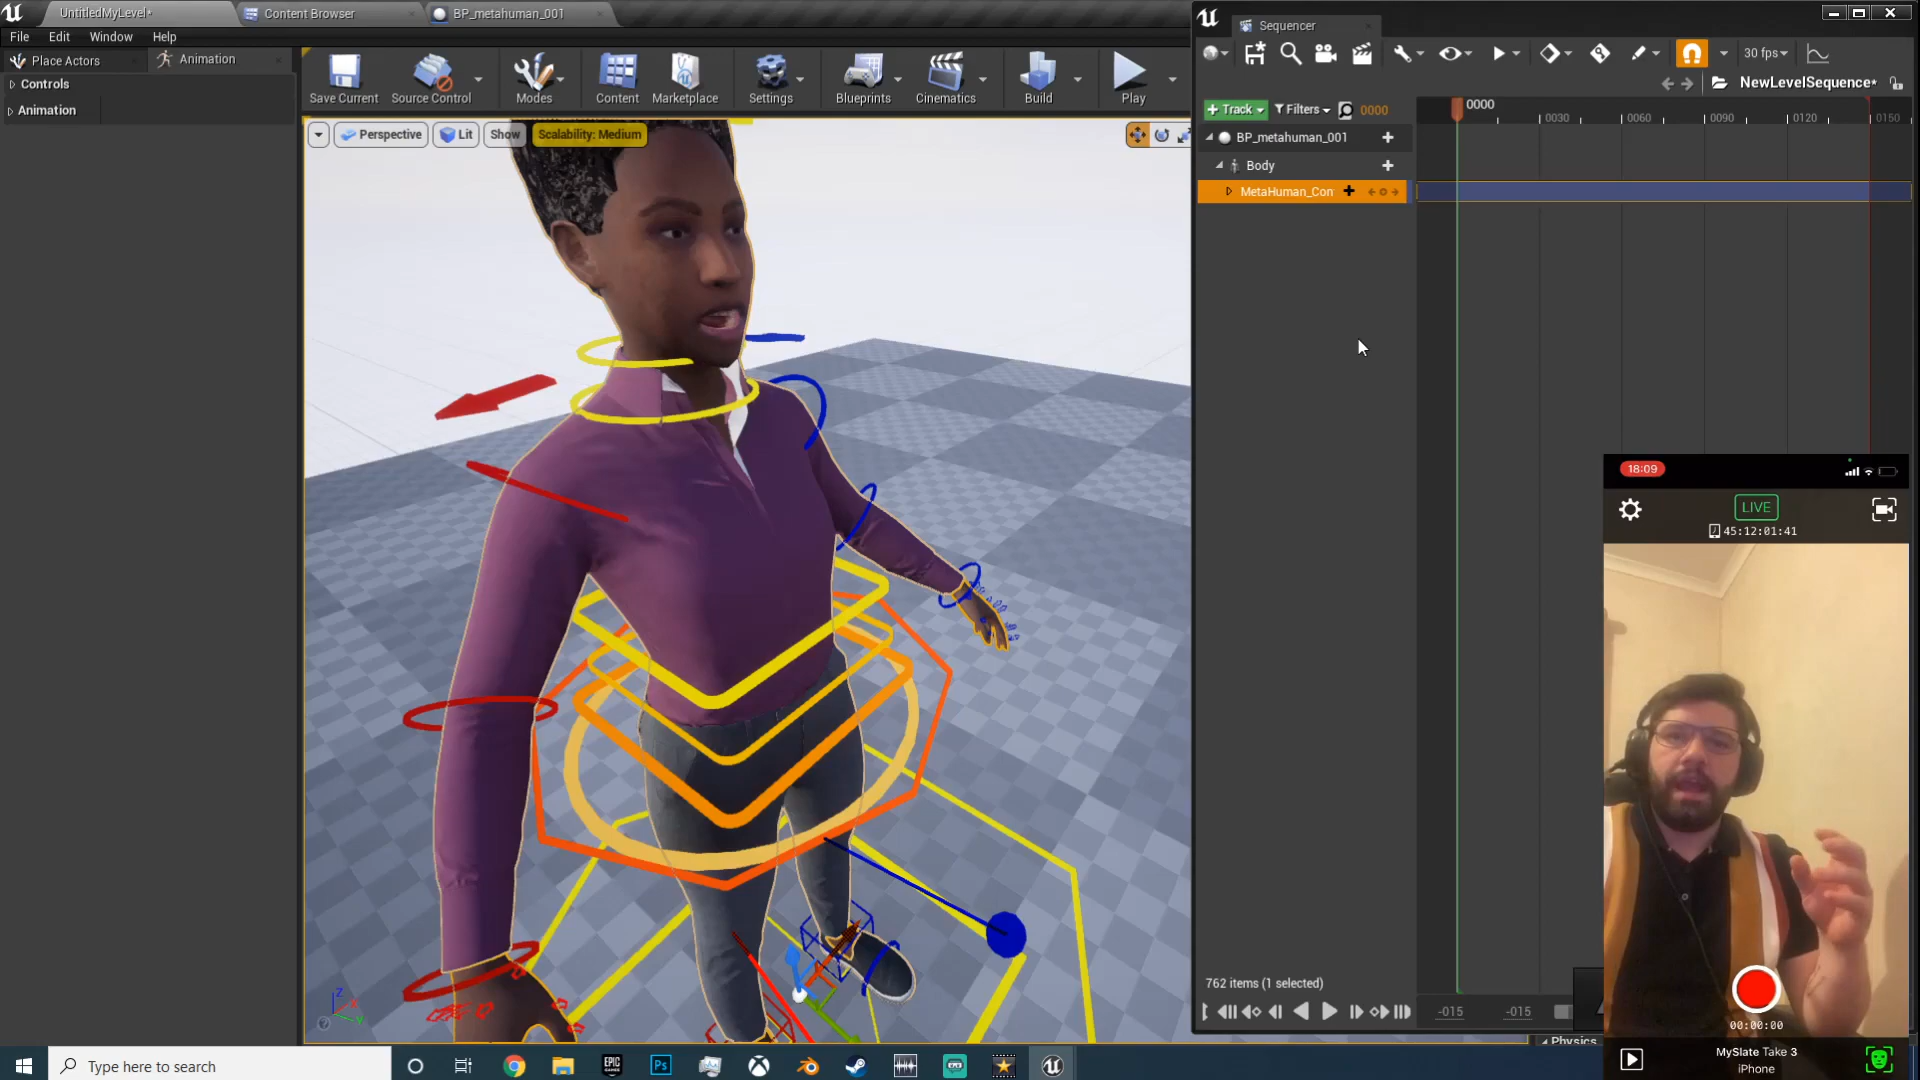 UntitledMyLevel*
Content Browser
BP_metahuman_001
Sequencer
File
Edit
Window
Help
Place Actors
Animation
Controls
Animation
Save Current
Source Control
Modes
Content
Marketplace
Settings
Blueprints
Cinematics
Build
Play
30 fps
NewLevelSequence*
Perspective
Lit
Show
Scalability: Medium
+ Track
Filters
0000
0000
0030
0060
0090
0120
0150
BP_metahuman_001
Body
MetaHuman_Con
762 items (1 selected)
-015
-015
Physics
Z
X
Y
18:09
LIVE
45:12:01:41
00:00:00
MySlate Take 3
iPhone
Type here to search
EPIC
GAMES
Ps